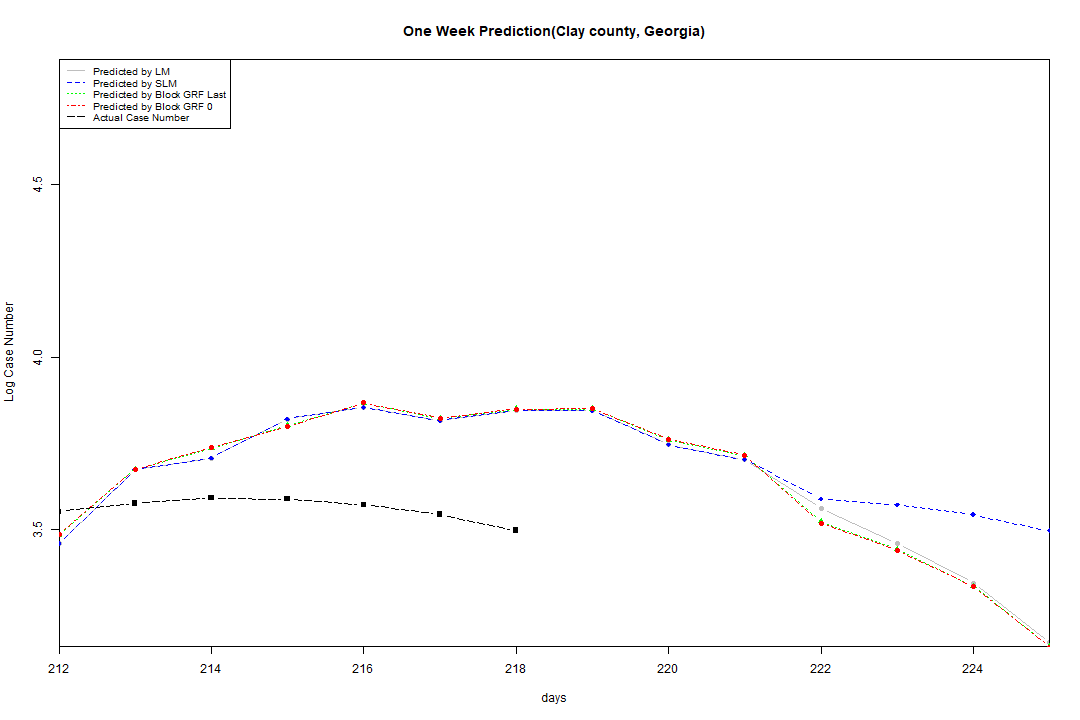 One Week Prediction(Clay county, Georgia)
Predicted by LM
Predicted by SLM
Predicted by Block GRF Last
Predicted by Block GRF 0
Actual Case Number
4.5
4.0
3.5
Log Case Number
212 214 216 218 220 222 224
days